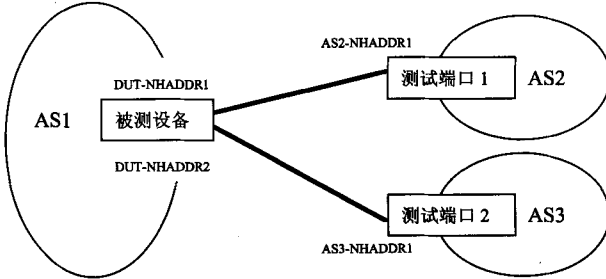 AS2-NHADDR1
测试端口 1
AS2
DUT-NHADDR1
AS1
被测设备
DUT-NHADDR2
测试端口 2
AS3
AS3-NHADDR1